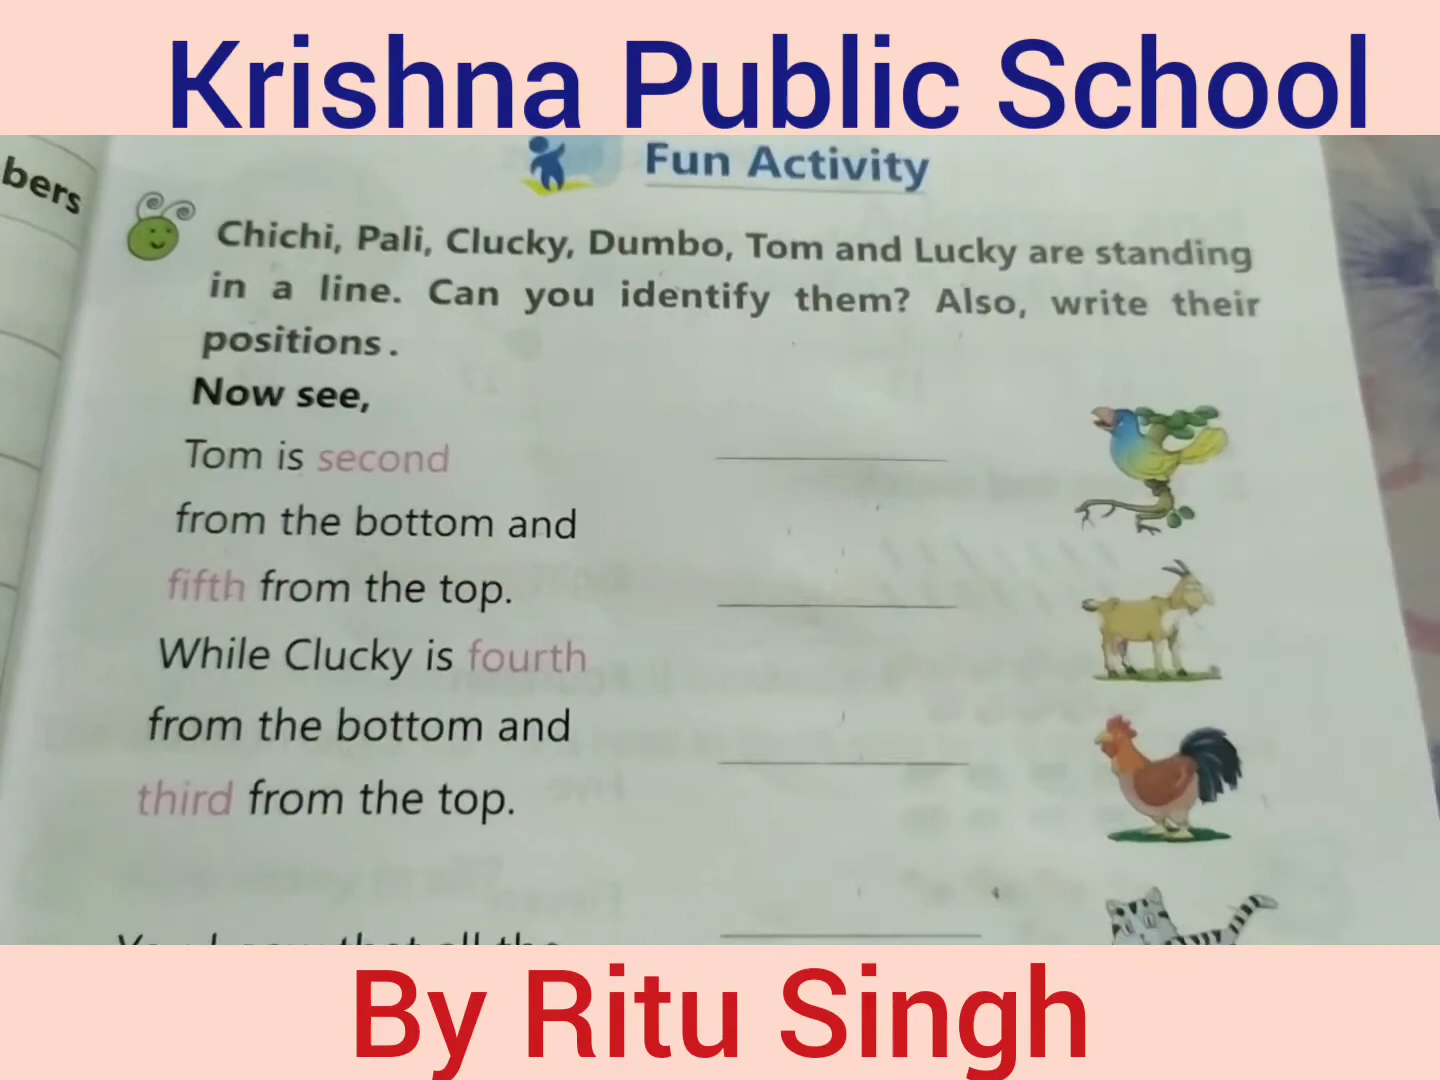 Krishna Public School
bers
Fun Activity
Chichi, Pali, Clucky, Dumbo, Tom and Lucky are standing
in a line. Can you identify them? Also, write their
positions.
Now see,
Tom is second
from the bottom and
fifth from the top.
While Clucky is fourth
from the bottom and
third from the top.
By Ritu Singh